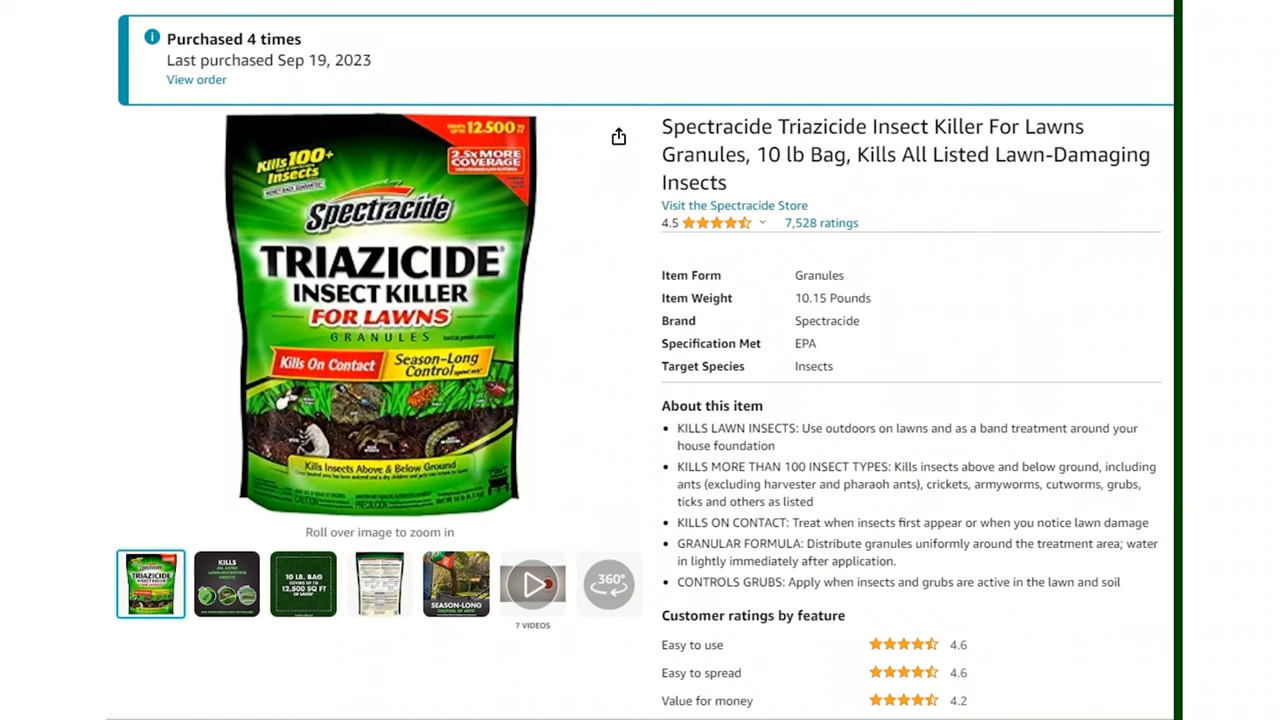 Purchased 4 times
Last purchased Sep 19, 2023
View order
12,500
2.5X MORE
COVERAGE
Kills 100+
Insects
MONEY BACK GUARANTEE
Spectracide
TRIAZICIDE®
INSECT KILLER
FOR LAWNS
GRANULES
Kills On Contact
Season-Long
Control
Kills Insects Above & Below Ground
CAUTION
Roll over image to zoom in
KILLS
10 LB. BAG
COVERS UP TO
12,500 SQ FT
OF LAWN
SEASON-LONG
360°
7 VIDEOS
Spectracide Triazicide Insect Killer For Lawns
Granules, 10 lb Bag, Kills All Listed Lawn-Damaging
Insects
Visit the Spectracide Store
4.5 7,528 ratings
Item Form Granules
Item Weight 10.15 Pounds
Brand Spectracide
Specification Met EPA
Target Species Insects
About this item
• KILLS LAWN INSECTS: Use outdoors on lawns and as a band treatment around your
house foundation
• KILLS MORE THAN 100 INSECT TYPES: Kills insects above and below ground, including
ants (excluding harvester and pharaoh ants), crickets, armyworms, cutworms, grubs,
ticks and others as listed
• KILLS ON CONTACT: Treat when insects first appear or when you notice lawn damage
• GRANULAR FORMULA: Distribute granules uniformly around the treatment area; water
in lightly immediately after application.
• CONTROLS GRUBS: Apply when insects and grubs are active in the lawn and soil
Customer ratings by feature
Easy to use 4.6
Easy to spread 4.6
Value for money 4.2